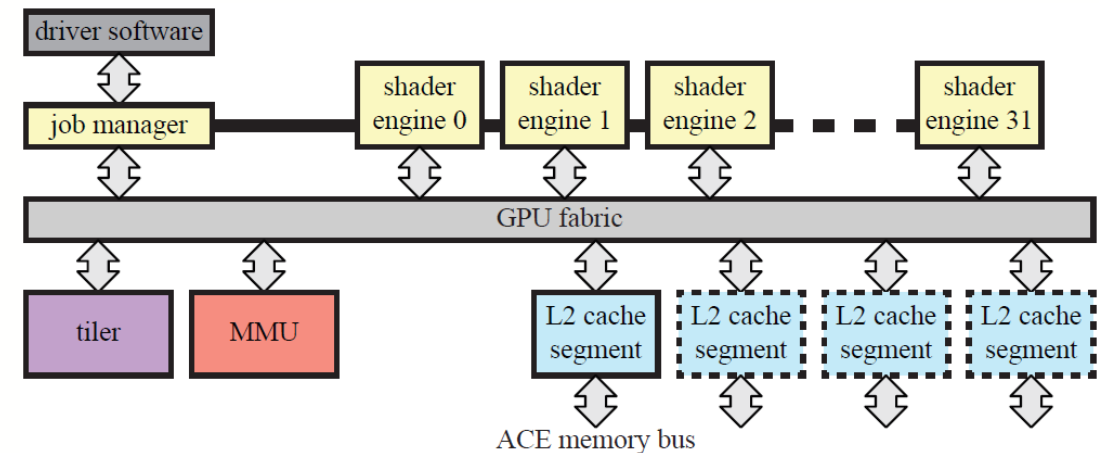 driver software
job manager
shader
engine 0
shader
engine 1
shader
engine 2
shader
engine 31
GPU fabric
tiler
MMU
L2 cache
segment
L2 cache
segment
L2 cache
segment
L2 cache
segment
ACE memory bus